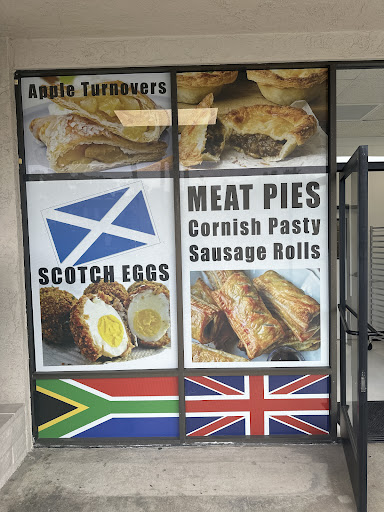 Apple Turnovers
MEAT PIES
Cornish Pasty
Sausage Rolls
SCOTCH EGGS